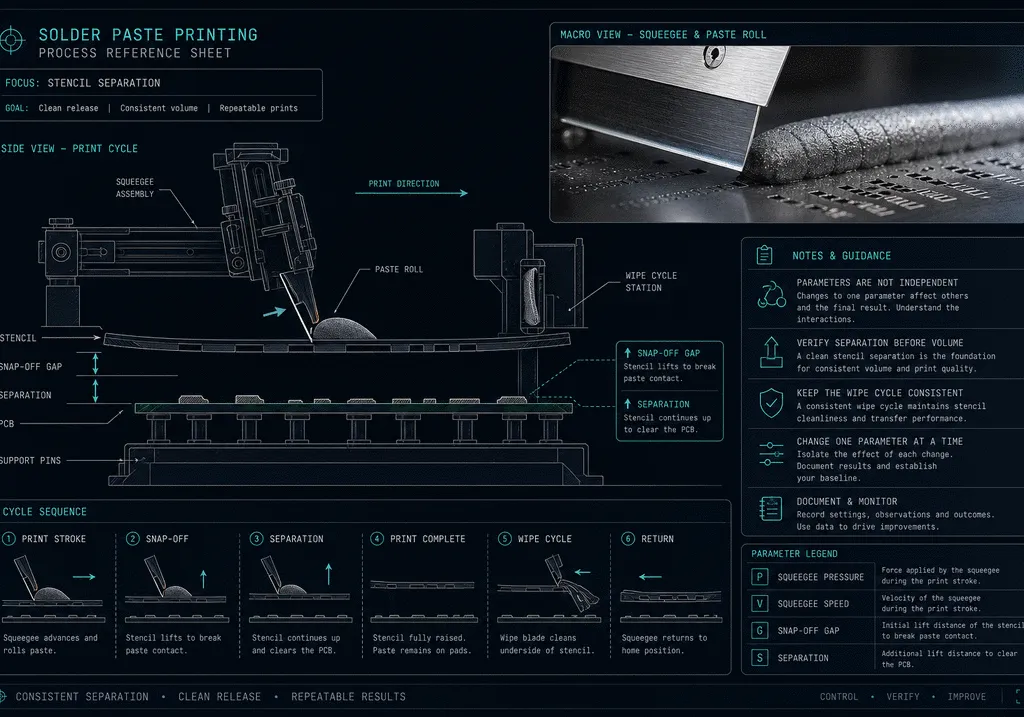 SOLDER PASTE PRINTING
PROCESS REFERENCE SHEET
FOCUS: STENCIL SEPARATION
GOAL: Clean release | Consistent volume | Repeatable prints
SIDE VIEW – PRINT CYCLE
SQUEEGEE
ASSEMBLY
PRINT DIRECTION
PASTE ROLL
WIPE CYCLE
STATION
STENCIL
SNAP-OFF GAP
SEPARATION
PCB
SUPPORT PINS
SNAP-OFF GAP
Stencil lifts to break
paste contact.
SEPARATION
Stencil continues up
to clear the PCB.
MACRO VIEW – SQUEEGEE & PASTE ROLL
NOTES & GUIDANCE
PARAMETERS ARE NOT INDEPENDENT
Changes to one parameter affect others
and the final result. Understand the
interactions.
VERIFY SEPARATION BEFORE VOLUME
A clean stencil separation is the foundation
for consistent volume and print quality.
KEEP THE WIPE CYCLE CONSISTENT
A consistent wipe cycle maintains stencil
cleanliness and transfer performance.
CHANGE ONE PARAMETER AT A TIME
Isolate the effect of each change.
Document results and establish
your baseline.
DOCUMENT & MONITOR
Record settings, observations and outcomes.
Use data to drive improvements.
CYCLE SEQUENCE
1 PRINT STROKE
Squeegee advances and
rolls paste.
2 SNAP-OFF
Stencil lifts to break
paste contact.
3 SEPARATION
Stencil continues up
and clears the PCB.
4 PRINT COMPLETE
Stencil fully raised.
Paste remains on pads.
5 WIPE CYCLE
Wipe blade cleans
underside of stencil.
6 RETURN
Squeegee returns to
home position.
PARAMETER LEGEND
P SQUEEGEE PRESSURE
Force applied by the squeegee
during the print stroke.
V SQUEEGEE SPEED
Velocity of the squeegee
during the print stroke.
G SNAP-OFF GAP
Initial lift distance of the stencil
to break paste contact.
S SEPARATION
Additional lift distance to clear
the PCB.
CONSISTENT SEPARATION • CLEAN RELEASE • REPEATABLE RESULTS
CONTROL • VERIFY • IMPROVE